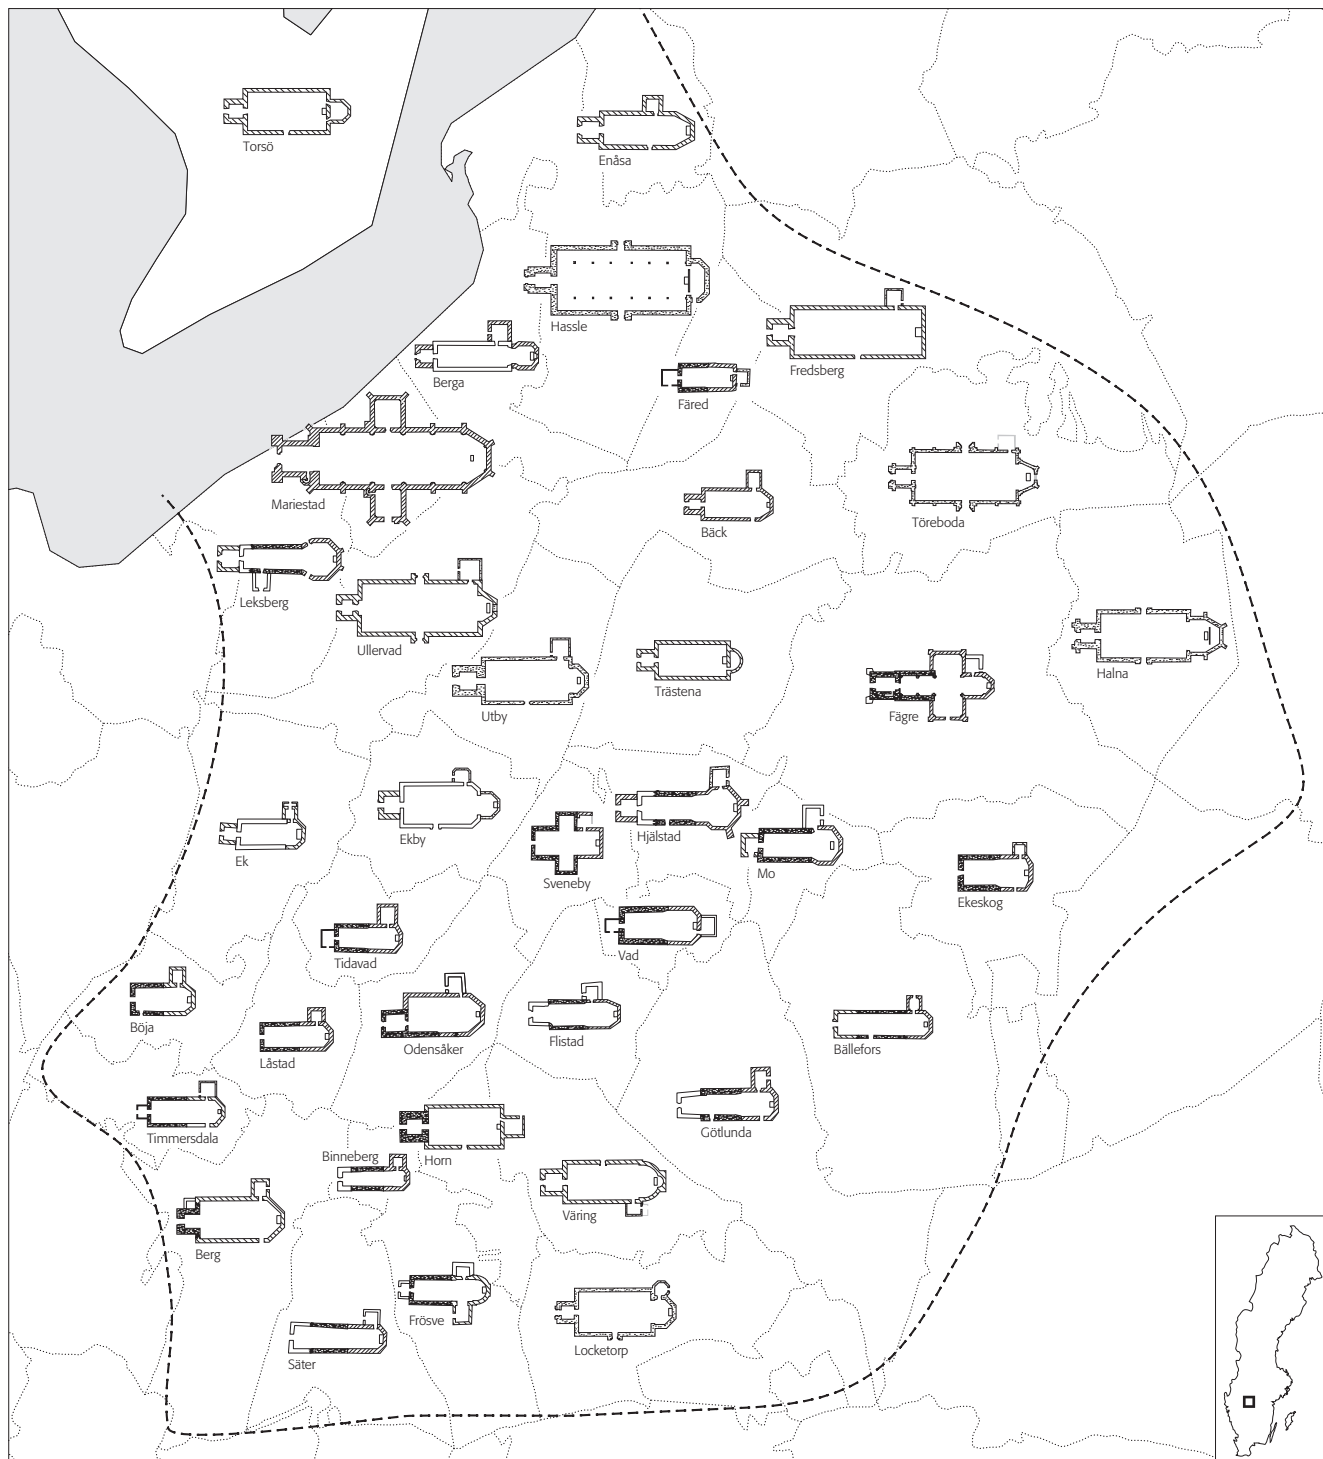 Torsö
Enåsa
Hassle
Berga
Fredsberg
Färed
Mariestad
Bäck
Töreboda
Leksberg
Ullervad
Utby
Trästena
Fägre
Halna
Ek
Ekby
Sveneby
Hjälstad
Mo
Ekeskog
Tidavad
Vad
Böja
Låstad
Odensåker
Flistad
Bällefors
Timmersdala
Binneberg
Horn
Götlunda
Väring
Berg
Frösve
Säter
Locketorp